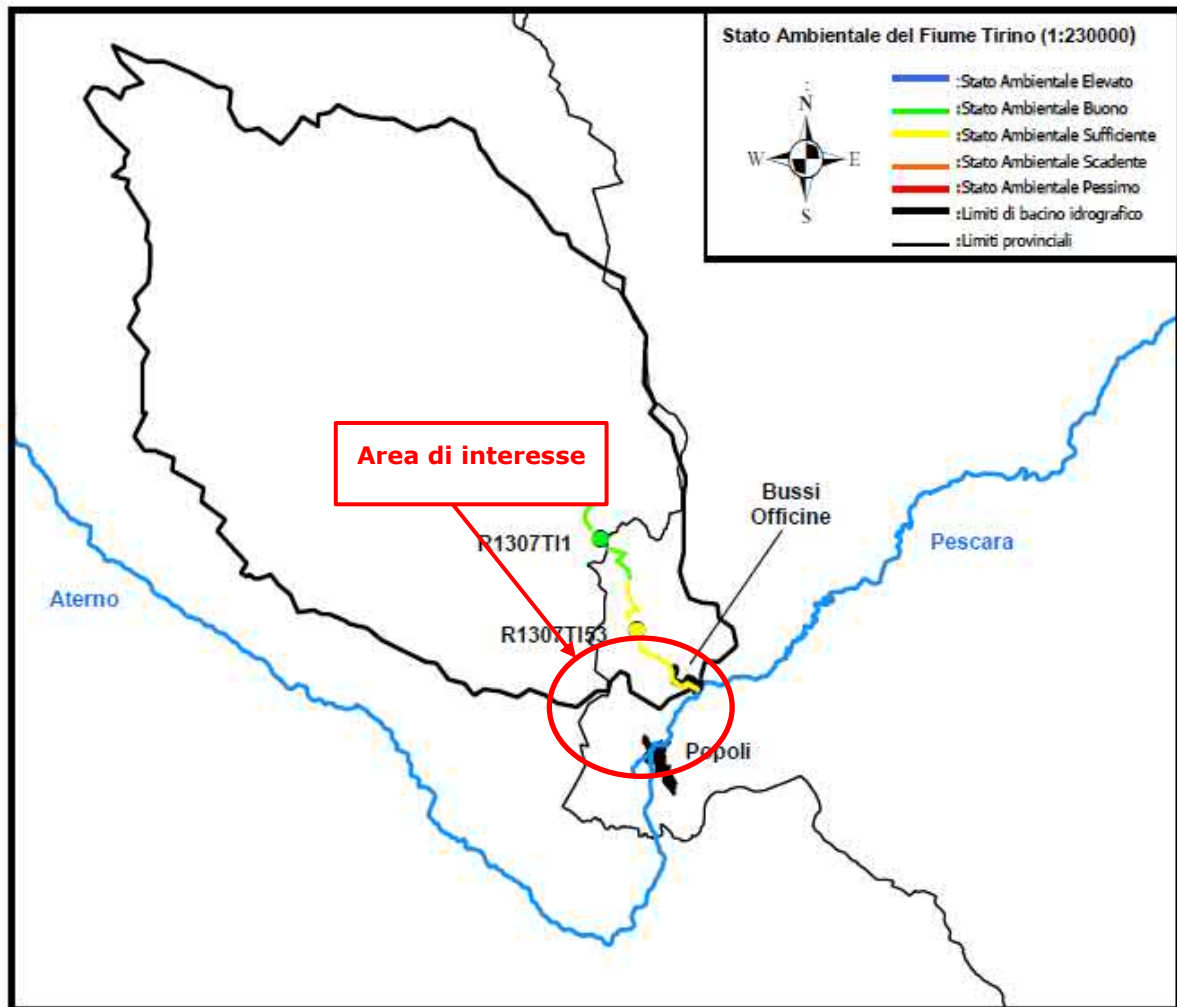 Stato Ambientale del Fiume Tirino (1:230000)
N
W
E
S
:Stato Ambientale Elevato
:Stato Ambientale Buono
:Stato Ambientale Sufficiente
:Stato Ambientale Scadente
:Stato Ambientale Pessimo
:Limiti di bacino idrografico
:Limiti provinciali
Area di interesse
Bussi
Officine
R1307TI1
Pescara
Aterno
R1307TI53
Popoli